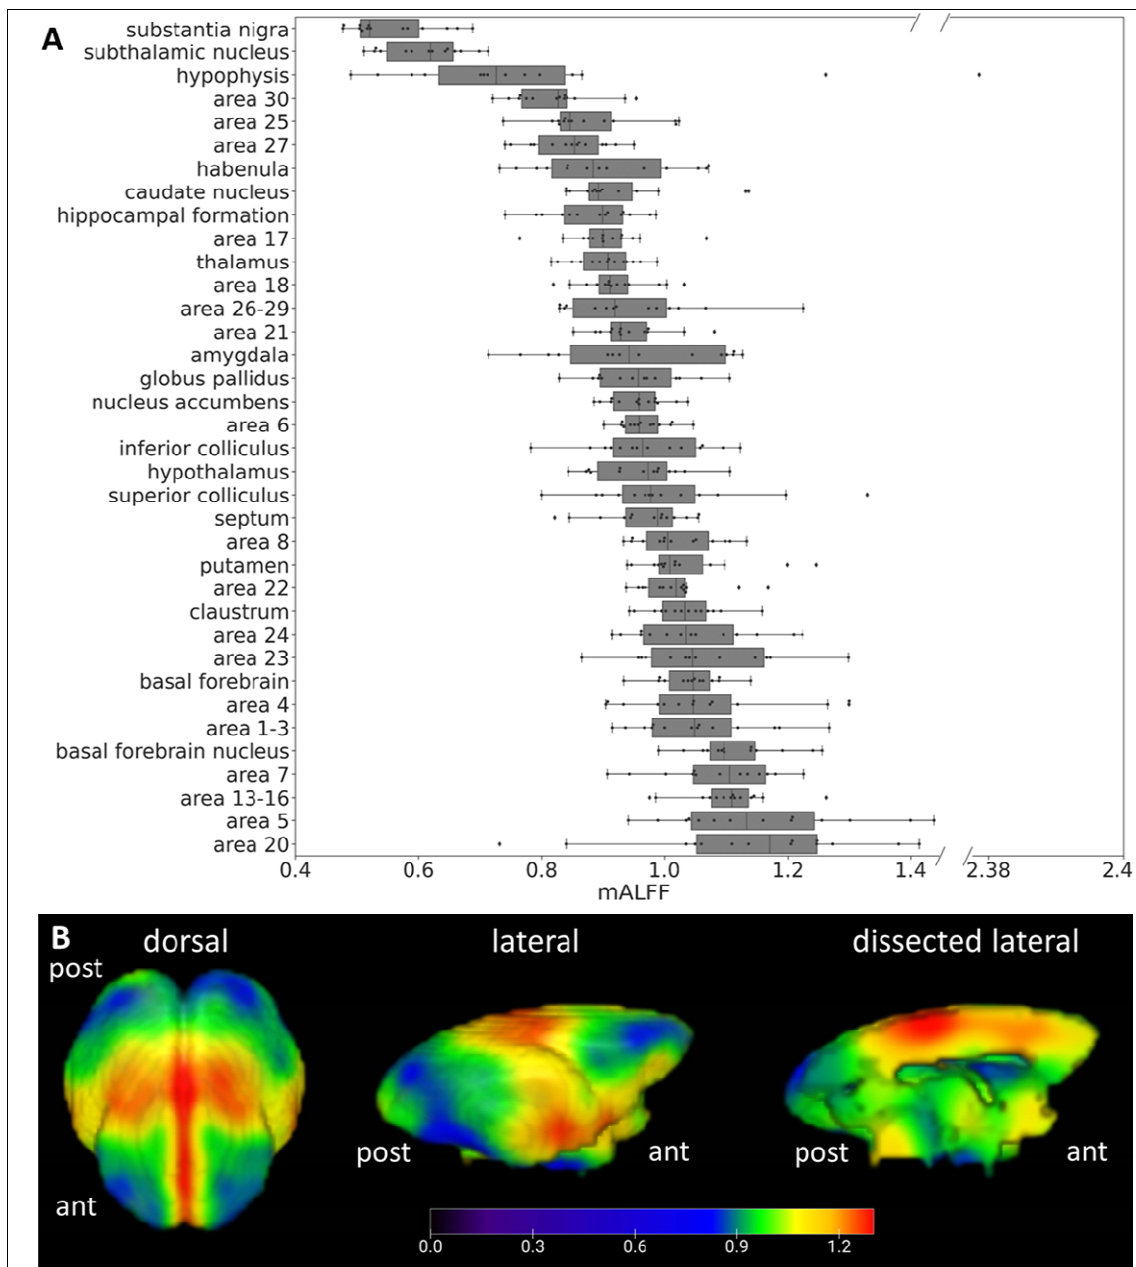 A
substantia nigra
subthalamic nucleus
hypophysis
area 30
area 25
area 27
habenula
caudate nucleus
hippocampal formation
area 17
thalamus
area 18
area 26-29
area 21
amygdala
globus pallidus
nucleus accumbens
area 6
inferior colliculus
hypothalamus
superior colliculus
septum
area 8
putamen
area 22
claustrum
area 24
area 23
basal forebrain
area 4
area 1-3
basal forebrain nucleus
area 7
area 13-16
area 5
area 20
0.4 0.6 0.8 1.0 1.2 1.4 2.38 2.4
mALFF
B dorsal lateral dissected lateral
post
post ant post ant
ant
0.0 0.3 0.6 0.9 1.2